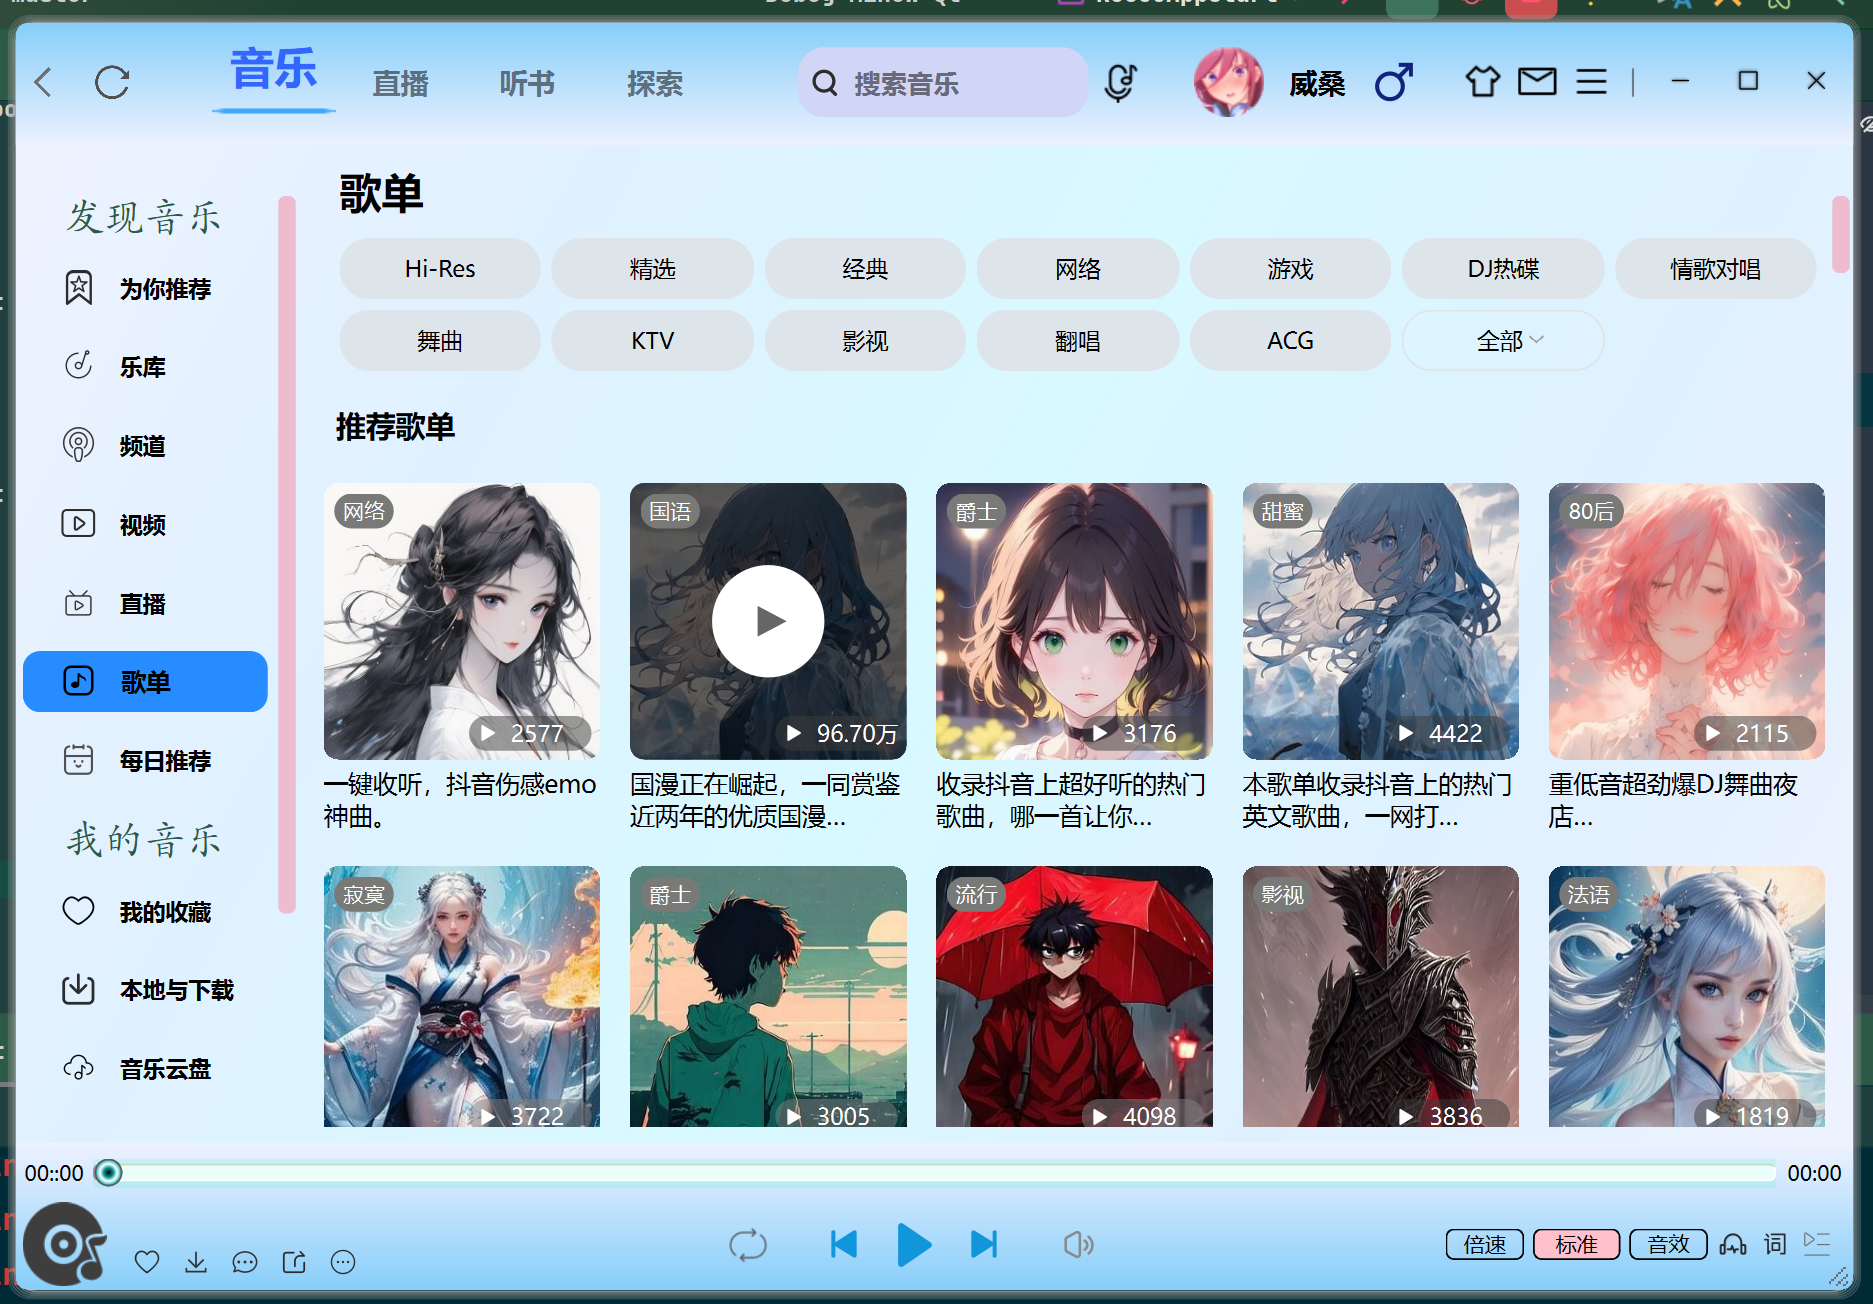 音乐
直播
听书
探索
搜索音乐
威桑
发现音乐
为你推荐
乐库
频道
视频
直播
歌单
每日推荐
我的音乐
我的收藏
本地与下载
音乐云盘
歌单
Hi-Res
精选
经典
网络
游戏
DJ热碟
情歌对唱
舞曲
KTV
影视
翻唱
ACG
全部
推荐歌单
网络
2577
一键收听，抖音伤感emo
神曲。
国语
96.70万
国漫正在崛起，一同赏鉴
近两年的优质国漫...
爵士
3176
收录抖音上超好听的热门
歌曲，哪一首让你...
甜蜜
4422
本歌单收录抖音上的热门
英文歌曲，一网打...
80后
2115
重低音超劲爆DJ舞曲夜
店...
寂寞
3722
爵士
3005
流行
4098
影视
3836
法语
1819
00::00
00:00
倍速
标准
音效
词